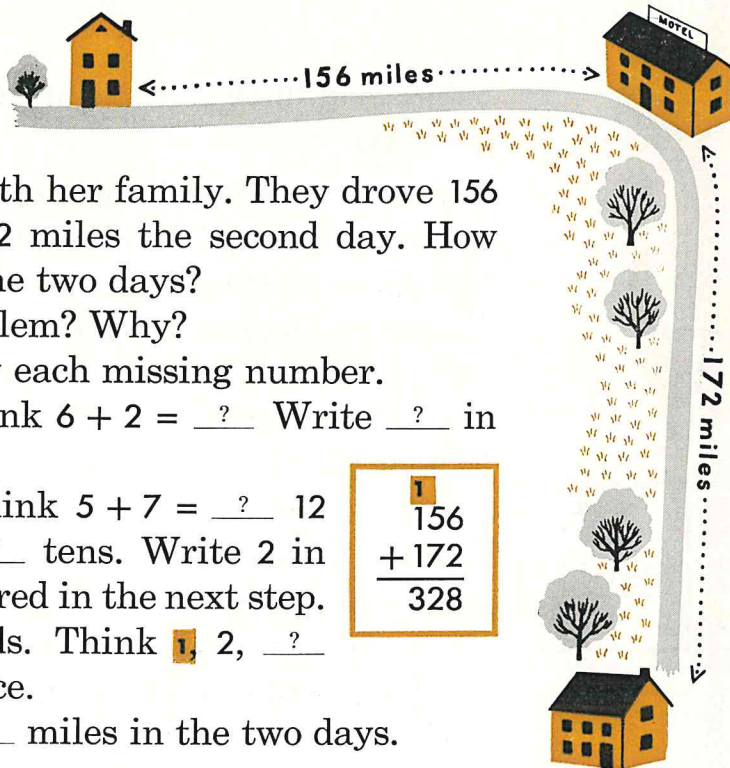 MOTEL
156 miles
th her family. They drove 156
2 miles the second day. How
e two days?
lem? Why?
each missing number.
nk 6 + 2 = ? Write ? in
ink 5 + 7 = ? 12
tens. Write 2 in
red in the next step.
ls. Think 1, 2, ?
ce.
miles in the two days.
1
156
+172
328
172 miles